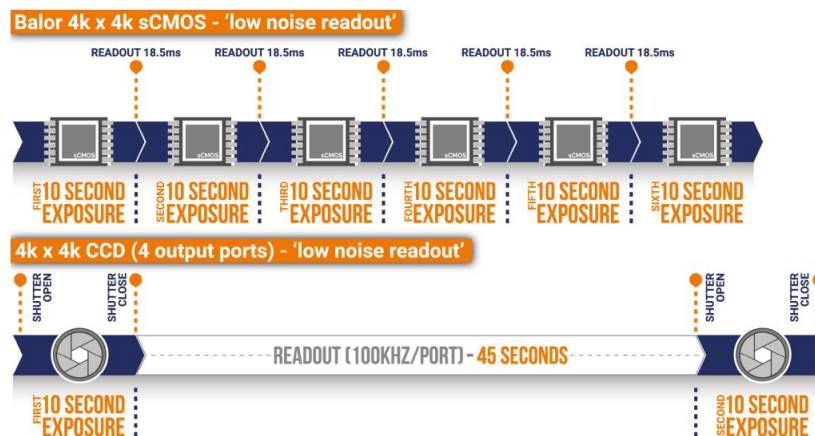 Balor 4k x 4k sCMOS - ‘low noise readout’
READOUT 18.5ms READOUT 18.5ms READOUT 18.5ms READOUT 18.5ms READOUT 18.5ms
sCMOS sCMOS sCMOS sCMOS sCMOS sCMOS
FIRST 10 SECOND EXPOSURE
SECOND 10 SECOND EXPOSURE
THIRD 10 SECOND EXPOSURE
FOURTH 10 SECOND EXPOSURE
FIFTH 10 SECOND EXPOSURE
SIXTH 10 SECOND EXPOSURE
4k x 4k CCD (4 output ports) - ‘low noise readout’
SHUTTER OPEN
SHUTTER CLOSE
SHUTTER OPEN
SHUTTER CLOSE
READOUT (100KHZ/PORT) - 45 SECONDS
FIRST 10 SECOND EXPOSURE
SECOND 10 SECOND EXPOSURE